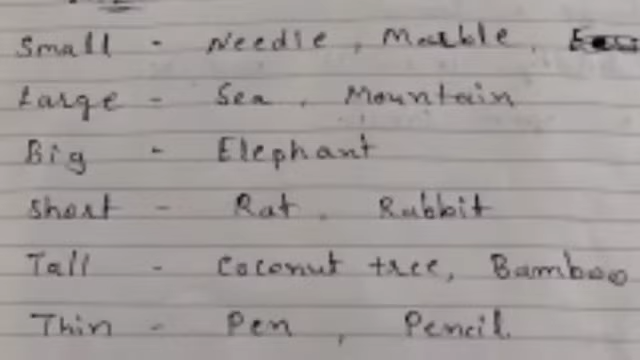 Small - Needle, Marble,
Large - Sea, Mountain
Big - Elephant
Short - Rat, Rabbit
Tall - Coconut tree, Bamboo
Thin - Pen, Pencil